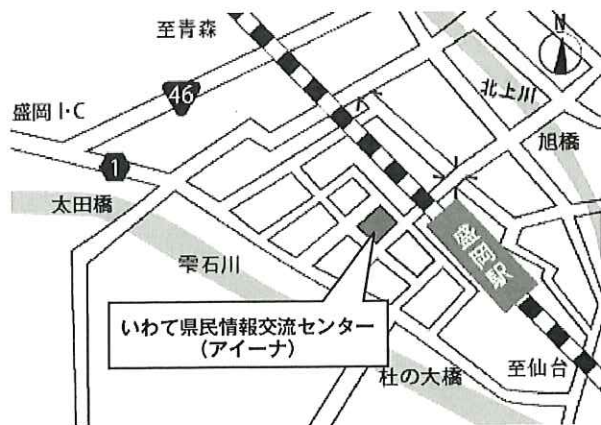 至青森
N
46
北上川
盛岡I・C
旭橋
1
太田橋
盛岡駅
雫石川
いわて県民情報交流センター
(アイーナ)
至仙台
杜の大橋